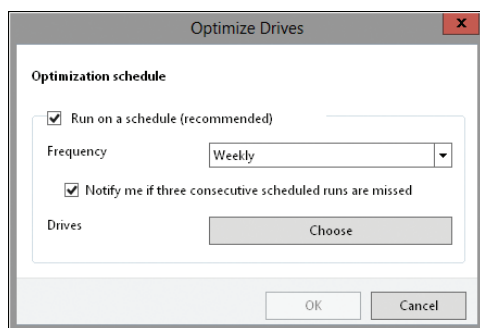 Optimize Drives
x
Optimization schedule
Run on a schedule (recommended)
Frequency
Weekly
Notify me if three consecutive scheduled runs are missed
Drives
Choose
OK
Cancel